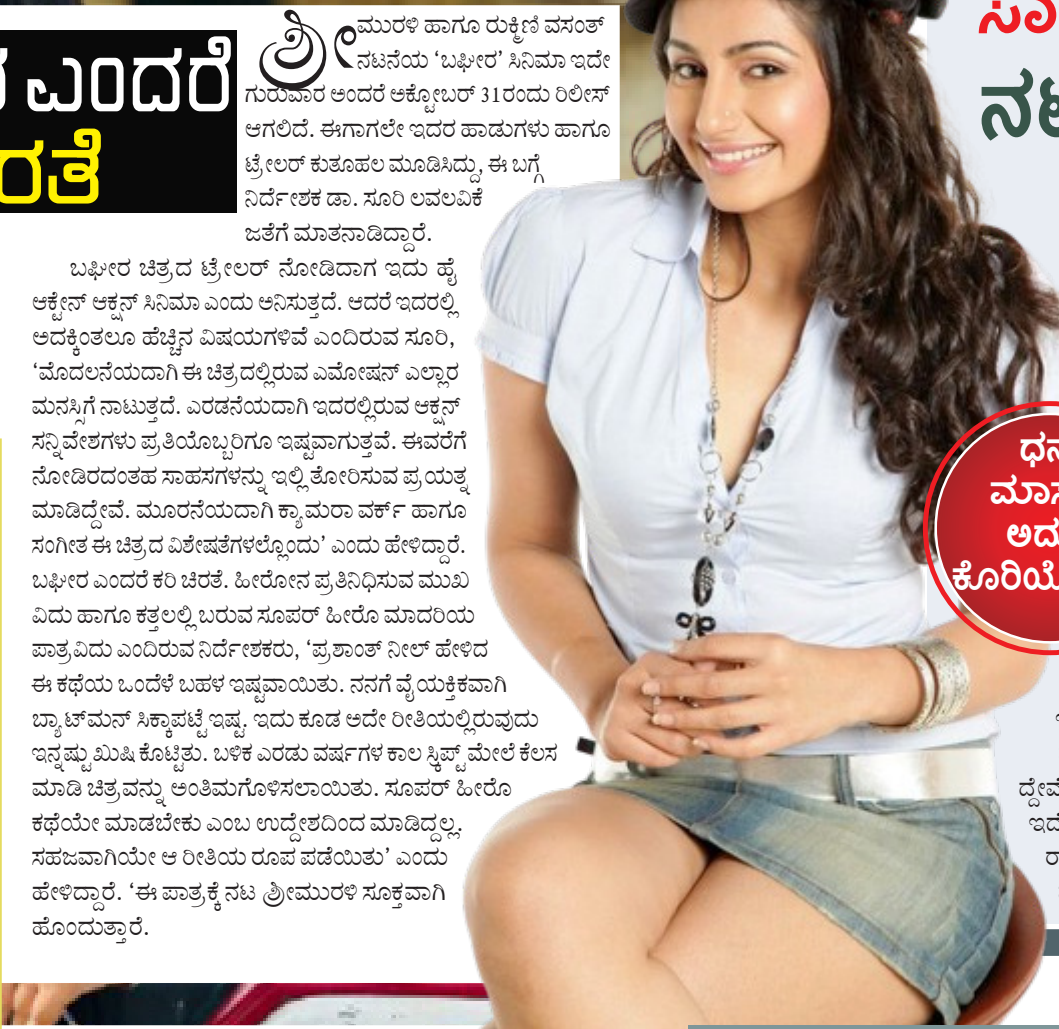 ಎಂದರೆ
ಶ್ರೀಮುರಳಿ ಹಾಗೂ ರುಕ್ಮಿಣಿ ವಸಂತ್
ನಟನೆಯ ‘ಬಘೀರ’ ಸಿನಿಮಾ ಇದೇ
ಗುರುವಾರ ಅಂದರೆ ಅಕ್ಟೋಬರ್ 31ರಂದು ರಿಲೀಸ್
ಆಗಲಿದೆ. ಈಗಾಗಲೇ ಇದರ ಹಾಡುಗಳು ಹಾಗೂ
ಟ್ರೇಲರ್ ಕುತೂಹಲ ಮೂಡಿಸಿದ್ದು, ಈ ಬಗ್ಗೆ
ನಿರ್ದೇಶಕ ಡಾ. ಸೂರಿ ಲವಲವಿಕೆ
ಜತೆಗೆ ಮಾತನಾಡಿದ್ದಾರೆ.
ಬಘೀರ ಚಿತ್ರದ ಟ್ರೇಲರ್ ನೋಡಿದಾಗ ಇದು ಹೈ
ಆಕ್ಟೇನ್ ಆಕ್ಷನ್ ಸಿನಿಮಾ ಎಂದು ಅನಿಸುತ್ತದೆ. ಆದರೆ ಇದರಲ್ಲಿ
ಅದಕ್ಕಿಂತಲೂ ಹೆಚ್ಚಿನ ವಿಷಯಗಳಿವೆ ಎಂದಿರುವ ಸೂರಿ,
‘ಮೊದಲನೆಯದಾಗಿ ಈ ಚಿತ್ರದಲ್ಲಿರುವ ಎಮೋಷನ್ ಎಲ್ಲಾರ
ಮನಸ್ಸಿಗೆ ನಾಟುತ್ತದೆ. ಎರಡನೆಯದಾಗಿ ಇದರಲ್ಲಿರುವ ಆಕ್ಷನ್
ಸನ್ನಿವೇಶಗಳು ಪ್ರತಿಯೊಬ್ಬರಿಗೂ ಇಷ್ಟವಾಗುತ್ತವೆ. ಈವರೆಗೆ
ನೋಡಿರದಂತಹ ಸಾಹಸಗಳನ್ನು ಇಲ್ಲಿ ತೋರಿಸುವ ಪ್ರಯತ್ನ
ಮಾಡಿದ್ದೇವೆ. ಮೂರನೆಯದಾಗಿ ಕ್ಯಾಮರಾ ವರ್ಕ್ ಹಾಗೂ
ಸಂಗೀತ ಈ ಚಿತ್ರದ ವಿಶೇಷತೆಗಳಲ್ಲೊಂದು’ ಎಂದು ಹೇಳಿದ್ದಾರೆ.
ಬಘೀರ ಎಂದರೆ ಕರಿ ಚಿರತೆ. ಹೀರೋನ ಪ್ರತಿನಿಧಿಸುವ ಮುಖ
ವಿದು ಹಾಗೂ ಕತ್ತಲಲ್ಲಿ ಬರುವ ಸೂಪರ್ ಹೀರೊ ಮಾದರಿಯ
ಪಾತ್ರವಿದು ಎಂದಿರುವ ನಿರ್ದೇಶಕರು, ‘ಪ್ರಶಾಂತ್ ನೀಲ್ ಹೇಳಿದ
ಈ ಕಥೆಯ ಒಂದೆಳೆ ಬಹಳ ಇಷ್ಟವಾಯಿತು. ನನಗೆ ವೈಯಕ್ತಿಕವಾಗಿ
ಬ್ಯಾಟ್‌ಮನ್ ಸಿಕ್ಕಾಪಟ್ಟೆ ಇಷ್ಟ. ಇದು ಕೂಡ ಅದೇ ರೀತಿಯಲ್ಲಿರುವುದು
ಇನ್ನಷ್ಟು ಖುಷಿ ಕೊಟ್ಟಿತು. ಬಳಿಕ ಎರಡು ವರ್ಷಗಳ ಕಾಲ ಸ್ಕ್ರಿಪ್ಟ್ ಮೇಲೆ ಕೆಲಸ
ಮಾಡಿ ಚಿತ್ರವನ್ನು ಅಂತಿಮಗೊಳಿಸಲಾಯಿತು. ಸೂಪರ್ ಹೀರೊ
ಕಥೆಯೇ ಮಾಡಬೇಕು ಎಂಬ ಉದ್ದೇಶದಿಂದ ಮಾಡಿದ್ದಲ್ಲ.
ಸಹಜವಾಗಿಯೇ ಆ ರೀತಿಯ ರೂಪ ಪಡೆಯಿತು’ ಎಂದು
ಹೇಳಿದ್ದಾರೆ. ‘ಈ ಪಾತ್ರಕ್ಕೆ ನಟ ಶ್ರೀಮುರಳಿ ಸೂಕ್ತವಾಗಿ
ಹೊಂದುತ್ತಾರೆ.